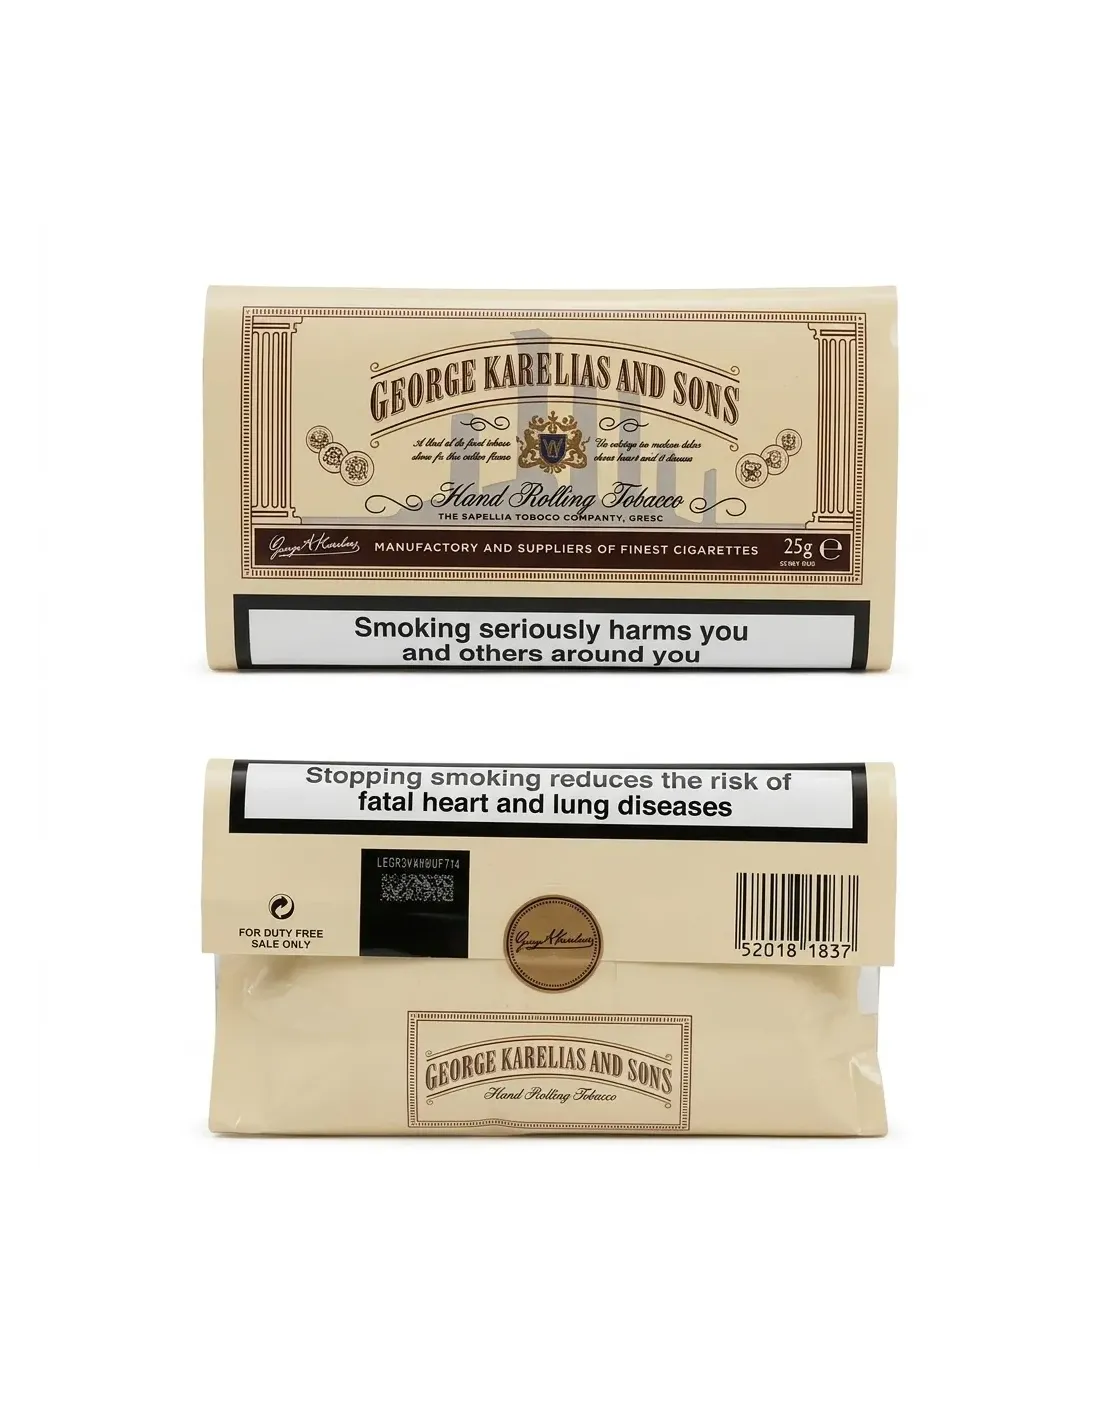 GEORGE KARELIAS AND SONS
Hand Rolling Tobacco
THE SAPELLIA TOBOCO COMPANTY, GRESC
MANUFACTORY AND SUPPLIERS OF FINEST CIGARETTES
25g ℮
Smoking seriously harms you
and others around you
Stopping smoking reduces the risk of
fatal heart and lung diseases
FOR DUTY FREE
SALE ONLY
52018 1837
GEORGE KARELIAS AND SONS
Hand Rolling Tobacco